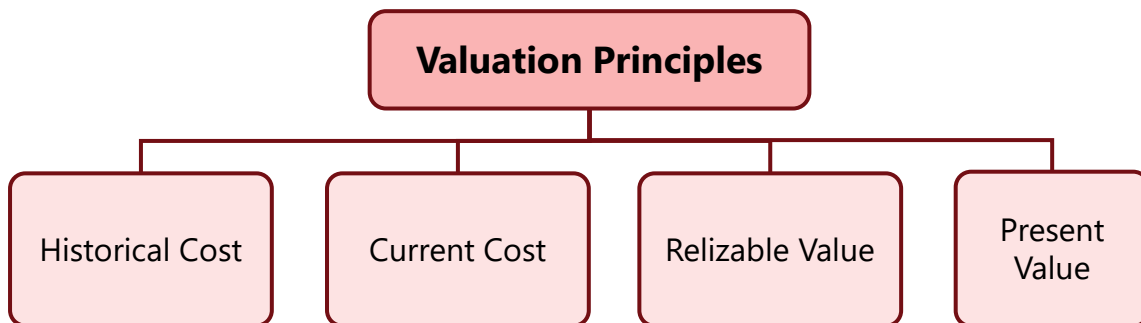 Valuation Principles
Historical Cost
Current Cost
Relizable Value
Present
Value